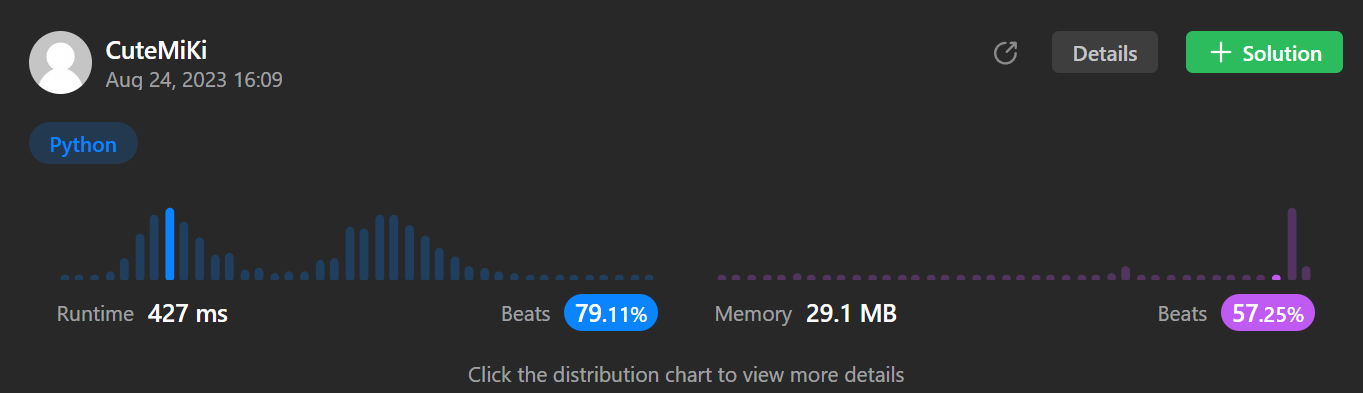 CuteMiKi
Aug 24, 2023 16:09
Details
Solution
Python
Runtime 427 ms Beats 79.11%
Memory 29.1 MB Beats 57.25%
Click the distribution chart to view more details